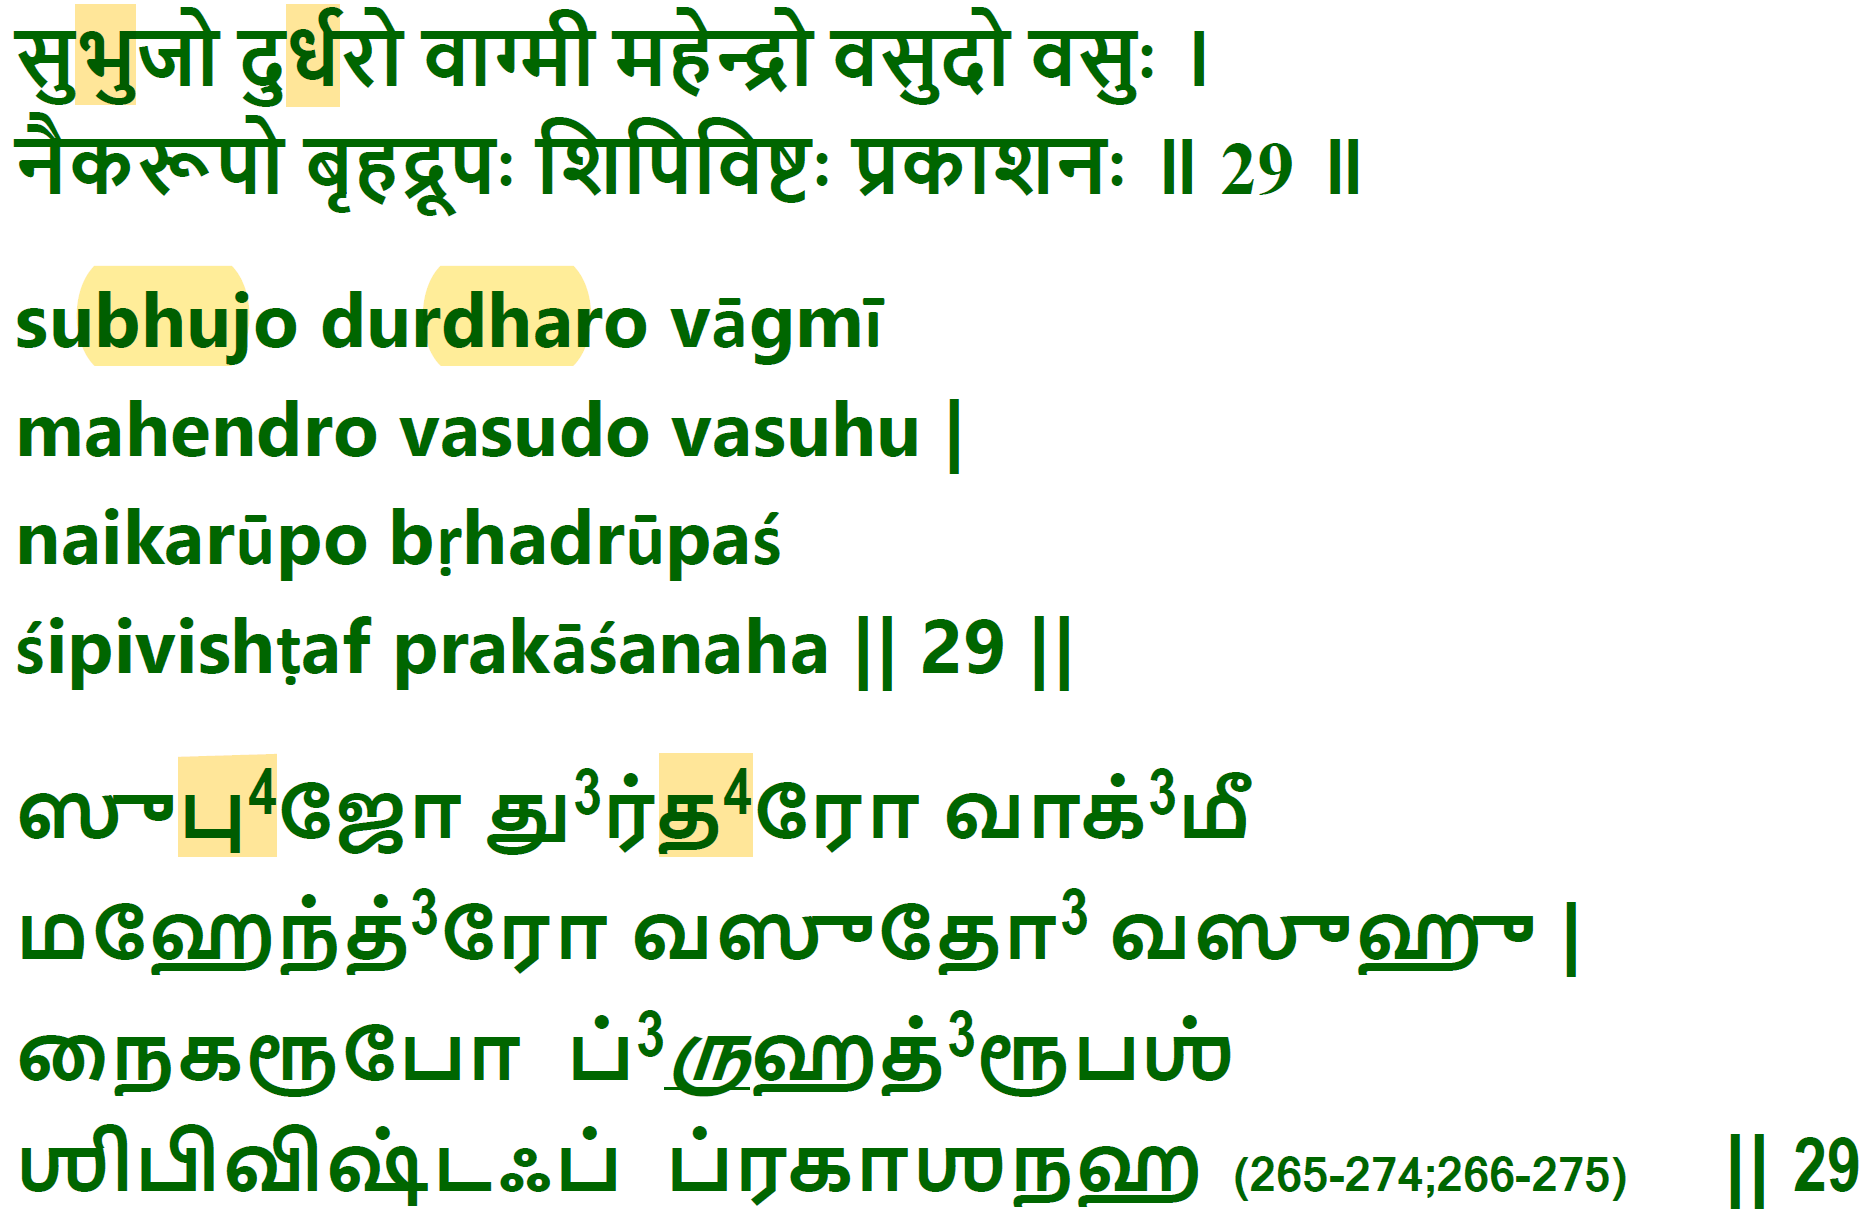 सुभुजो दुर्धरो वाग्मी महेन्द्रो वसुदो वसुः ।
नैकरूपो बृहद्रूपः शिपिविष्टः प्रकाशनः ॥ 29 ॥
subhujo durdharo vāgmī
mahendro vasudo vasuhu |
naikarūpo bṛhadrūpaś
śipivishṭaf prakāśanaha || 29 ||
ஸுபு⁴ஜோ து³ர்த⁴ரோ வாக்³மீ
மஹேந்த்³ரோ வஸுதோ³ வஸுஹு |
நைகரூபோ ப்³ருஹத்³ரூபஶ்
ஶிபிவிஷ்டஃப் ப்ரகாஶநஹ (265-274;266-275) || 29